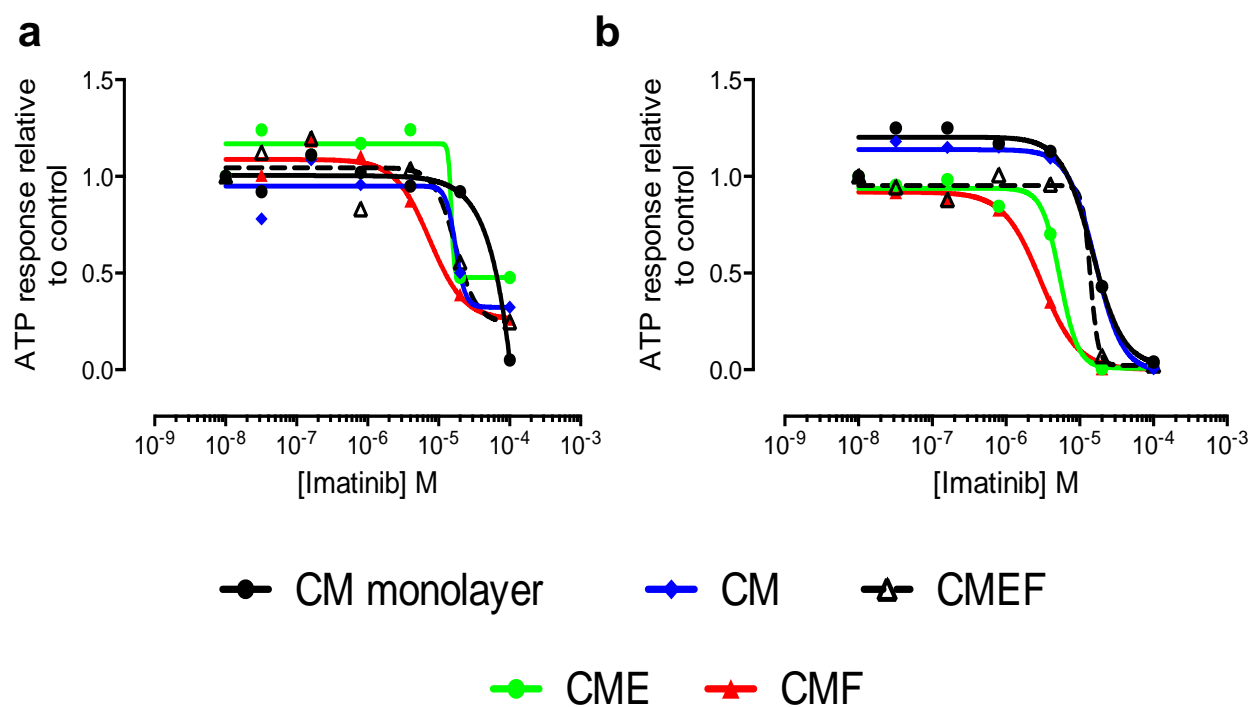 a
b
ATP response relative
to control
1.5
1.0
0.5
0.0
10-9 10-8 10-7 10-6 10-5 10-4 10-3
[Imatinib] M
ATP response relative
to control
1.5
1.0
0.5
0.0
10-9 10-8 10-7 10-6 10-5 10-4 10-3
[Imatinib] M
CM monolayer
CM
CMEF
CME
CMF